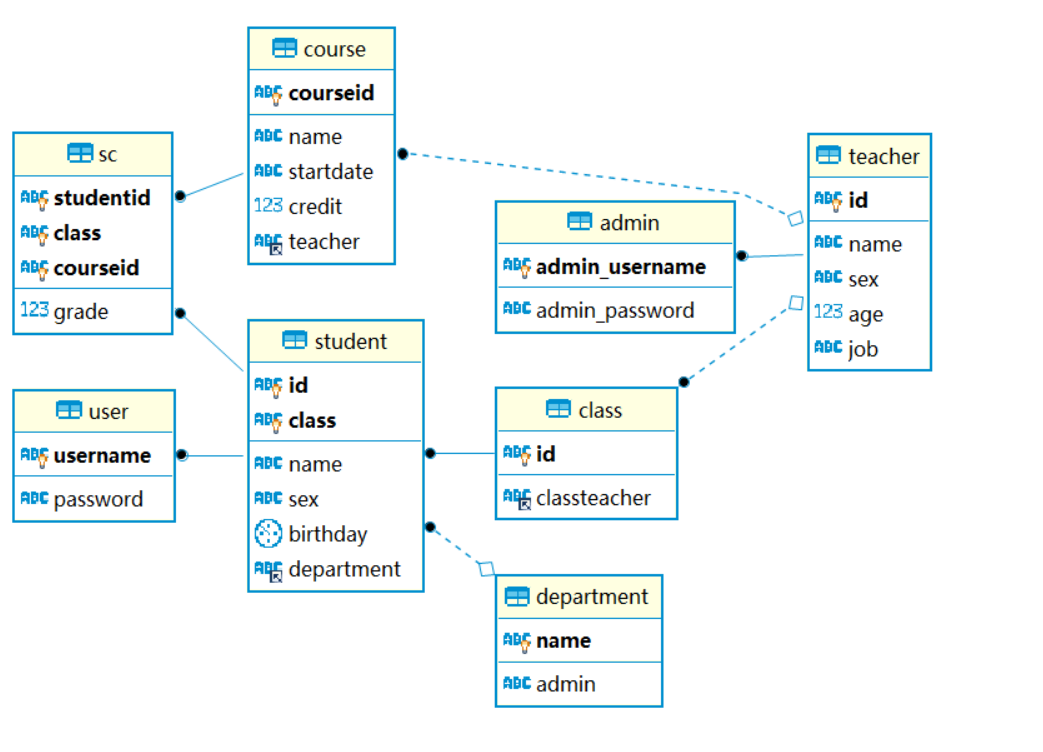 course
ABC courseid
ABC name
ABC startdate
123 credit
ABC teacher
sc
ABC studentid
ABC class
ABC courseid
123 grade
teacher
ABC id
ABC name
ABC sex
123 age
ABC job
admin
ABC admin_username
ABC admin_password
student
ABC id
ABC class
ABC name
ABC sex
birthday
ABC department
user
ABC username
ABC password
class
ABC id
ABC classteacher
department
ABC name
ABC admin